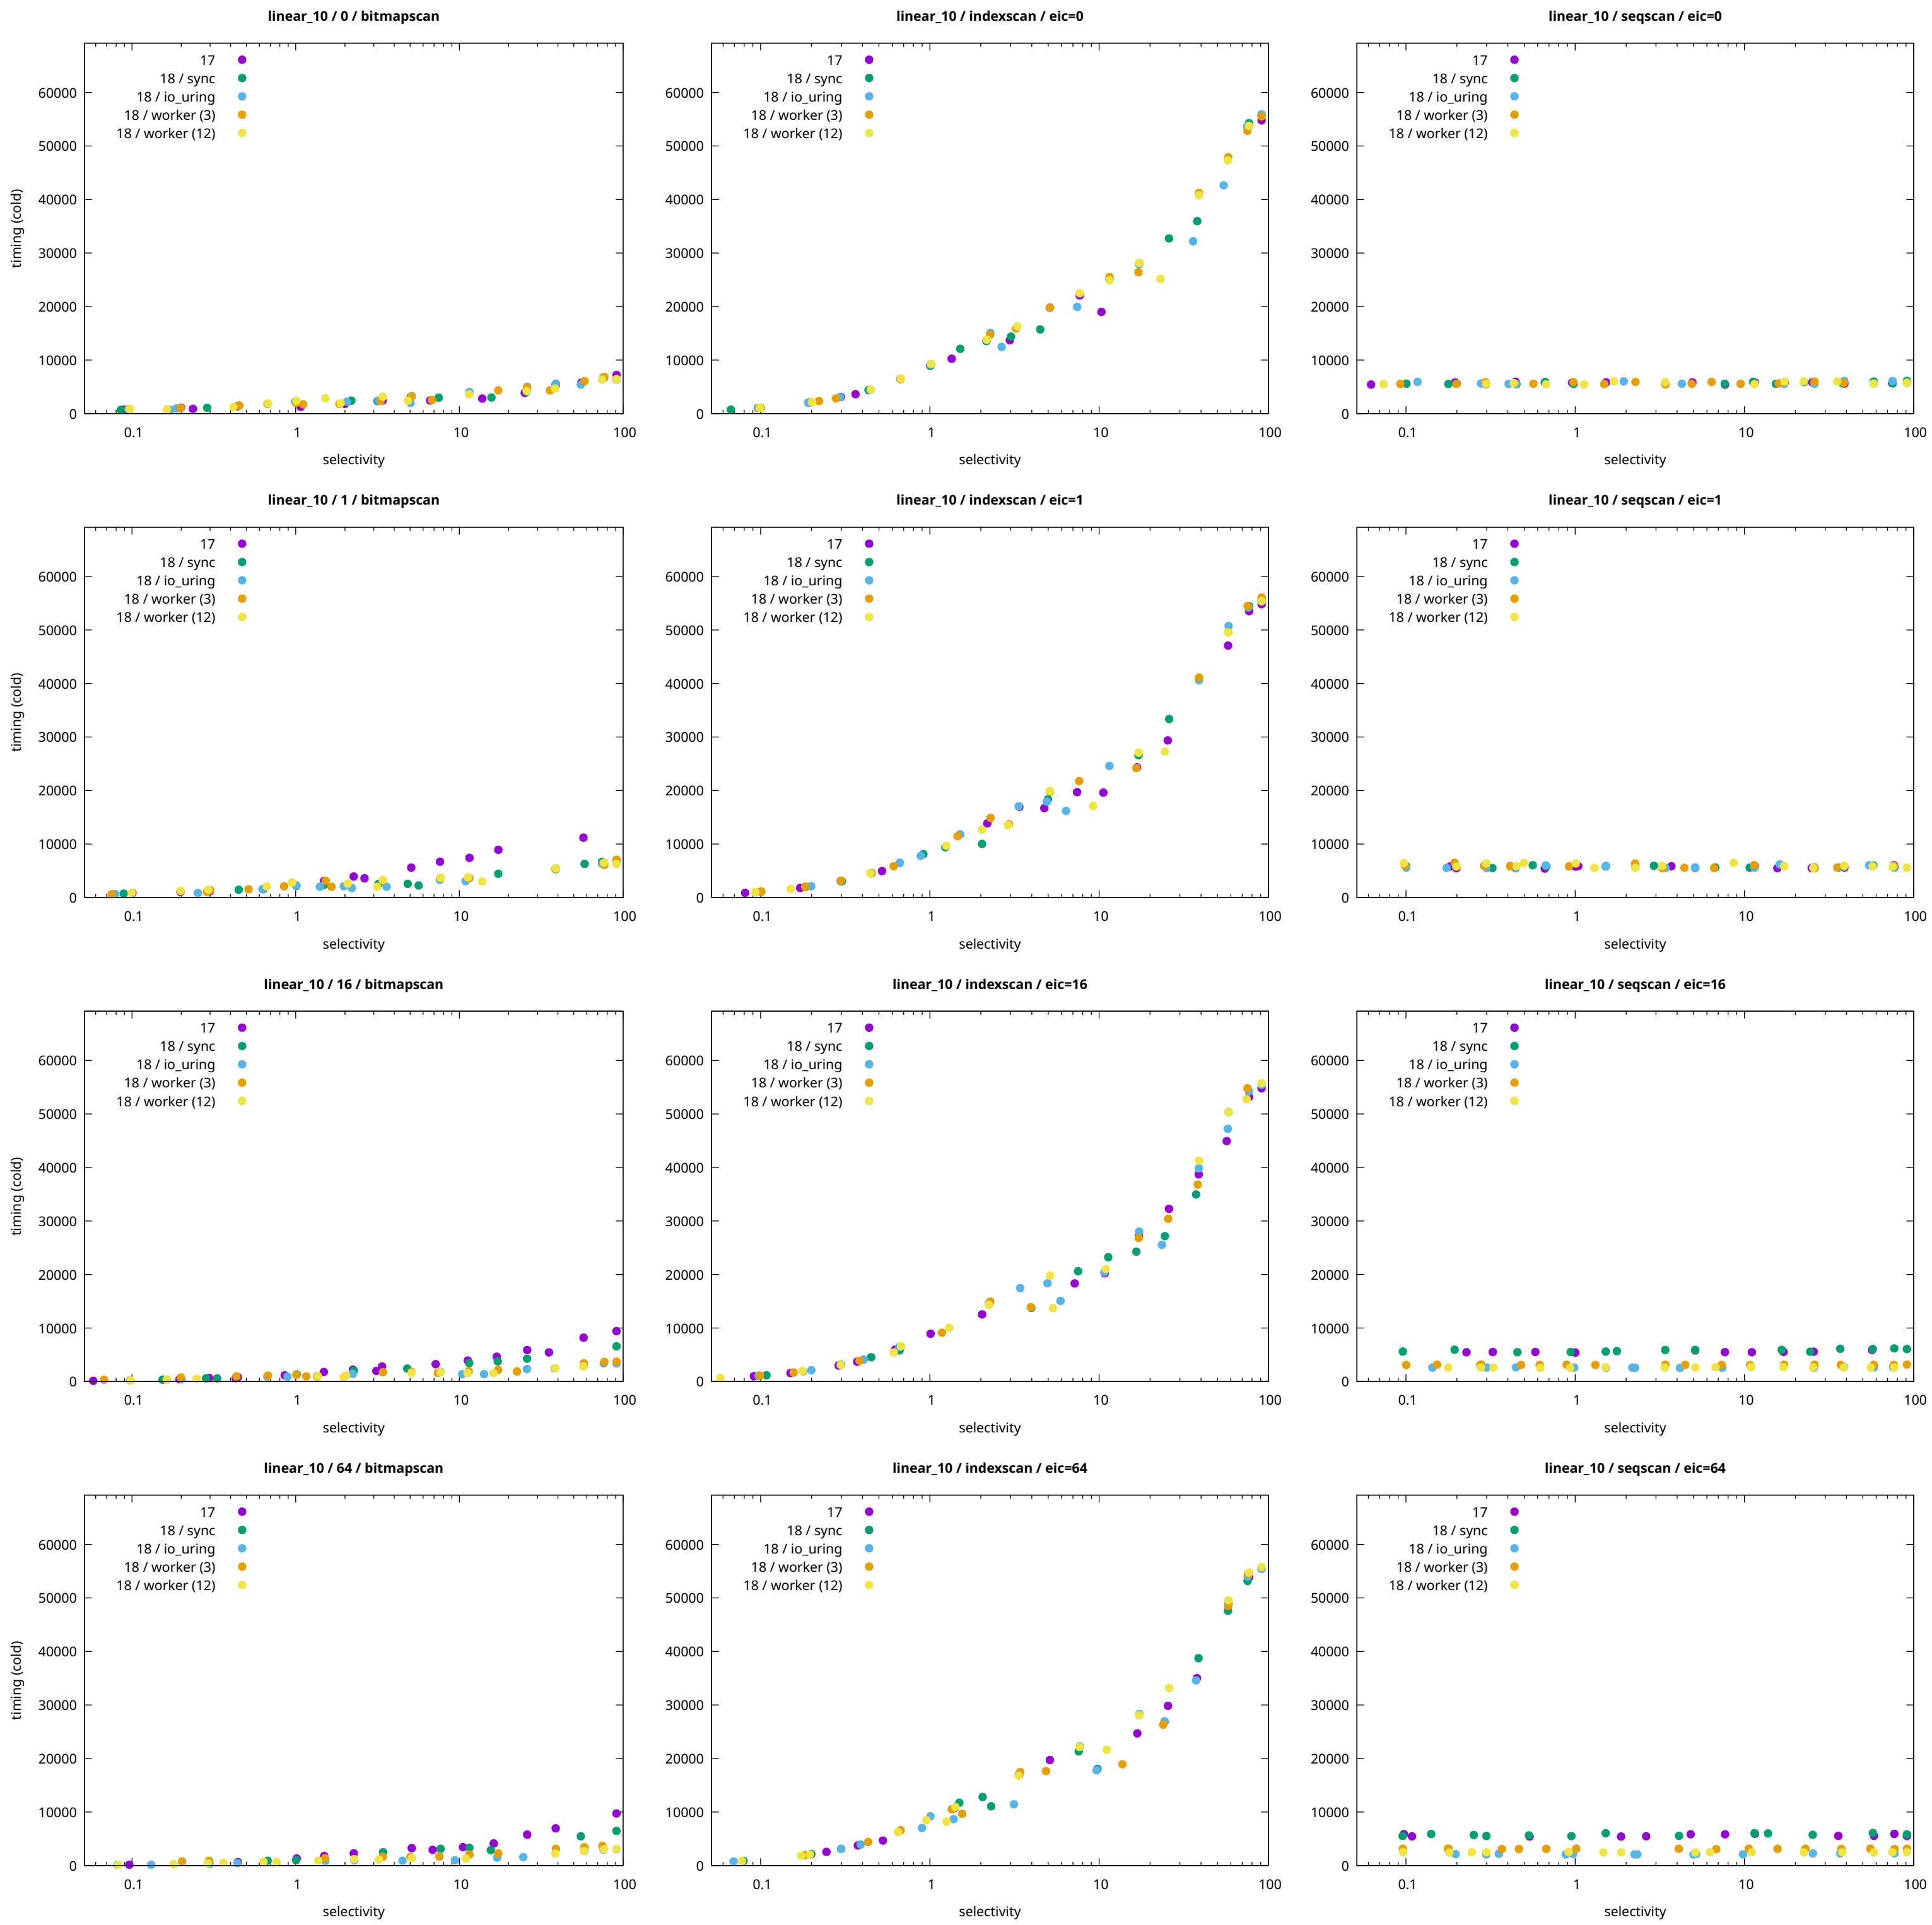 linear_10 / 0 / bitmapscan
17
18 / sync
18 / io_uring
18 / worker (3)
18 / worker (12)
60000
50000
40000
30000
20000
10000
0
timing (cold)
0.1 1 10 100
selectivity
linear_10 / indexscan / eic=0
17
18 / sync
18 / io_uring
18 / worker (3)
18 / worker (12)
60000
50000
40000
30000
20000
10000
0
0.1 1 10 100
selectivity
linear_10 / seqscan / eic=0
17
18 / sync
18 / io_uring
18 / worker (3)
18 / worker (12)
60000
50000
40000
30000
20000
10000
0
0.1 1 10 100
selectivity
linear_10 / 1 / bitmapscan
17
18 / sync
18 / io_uring
18 / worker (3)
18 / worker (12)
60000
50000
40000
30000
20000
10000
0
timing (cold)
0.1 1 10 100
selectivity
linear_10 / indexscan / eic=1
17
18 / sync
18 / io_uring
18 / worker (3)
18 / worker (12)
60000
50000
40000
30000
20000
10000
0
0.1 1 10 100
selectivity
linear_10 / seqscan / eic=1
17
18 / sync
18 / io_uring
18 / worker (3)
18 / worker (12)
60000
50000
40000
30000
20000
10000
0
0.1 1 10 100
selectivity
linear_10 / 16 / bitmapscan
17
18 / sync
18 / io_uring
18 / worker (3)
18 / worker (12)
60000
50000
40000
30000
20000
10000
0
timing (cold)
0.1 1 10 100
selectivity
linear_10 / indexscan / eic=16
17
18 / sync
18 / io_uring
18 / worker (3)
18 / worker (12)
60000
50000
40000
30000
20000
10000
0
0.1 1 10 100
selectivity
linear_10 / seqscan / eic=16
17
18 / sync
18 / io_uring
18 / worker (3)
18 / worker (12)
60000
50000
40000
30000
20000
10000
0
0.1 1 10 100
selectivity
linear_10 / 64 / bitmapscan
17
18 / sync
18 / io_uring
18 / worker (3)
18 / worker (12)
60000
50000
40000
30000
20000
10000
0
timing (cold)
0.1 1 10 100
selectivity
linear_10 / indexscan / eic=64
17
18 / sync
18 / io_uring
18 / worker (3)
18 / worker (12)
60000
50000
40000
30000
20000
10000
0
0.1 1 10 100
selectivity
linear_10 / seqscan / eic=64
17
18 / sync
18 / io_uring
18 / worker (3)
18 / worker (12)
60000
50000
40000
30000
20000
10000
0
0.1 1 10 100
selectivity